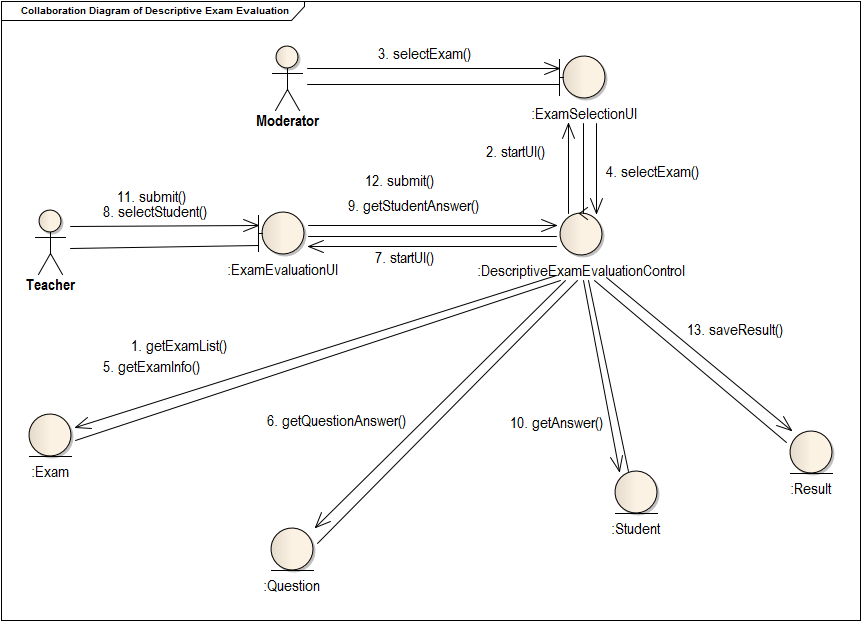 Collaboration Diagram of Descriptive Exam Evaluation
3. selectExam()
Moderator
:ExamSelectionUI
2. startUI()
4. selectExam()
11. submit()
8. selectStudent()
12. submit()
9. getStudentAnswer()
7. startUI()
Teacher
:ExamEvaluationUI
:DescriptiveExamEvaluationControl
1. getExamList()
5. getExamInfo()
13. saveResult()
6. getQuestionAnswer()
10. getAnswer()
:Exam
:Result
:Student
:Question